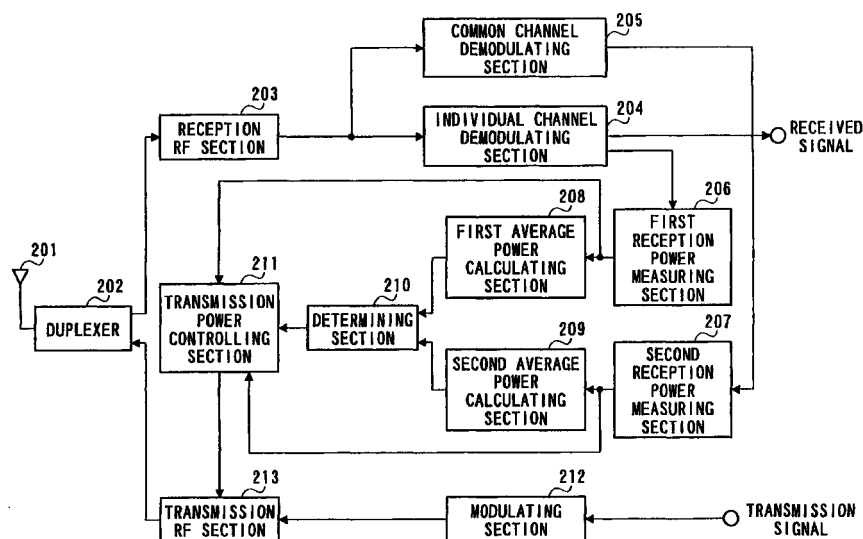 205
COMMON CHANNEL
DEMODULATING
SECTION
203
RECEPTION
RF SECTION
204
INDIVIDUAL CHANNEL
DEMODULATING
SECTION
RECEIVED
SIGNAL
208
FIRST AVERAGE
POWER
CALCULATING
SECTION
206
FIRST
RECEPTION
POWER
MEASURING
SECTION
201
202
DUPLEXER
211
TRANSMISSION
POWER
CONTROLLING
SECTION
210
DETERMINING
SECTION
209
SECOND AVERAGE
POWER
CALCULATING
SECTION
207
SECOND
RECEPTION
POWER
MEASURING
SECTION
213
TRANSMISSION
RF SECTION
212
MODULATING
SECTION
TRANSMISSION
SIGNAL